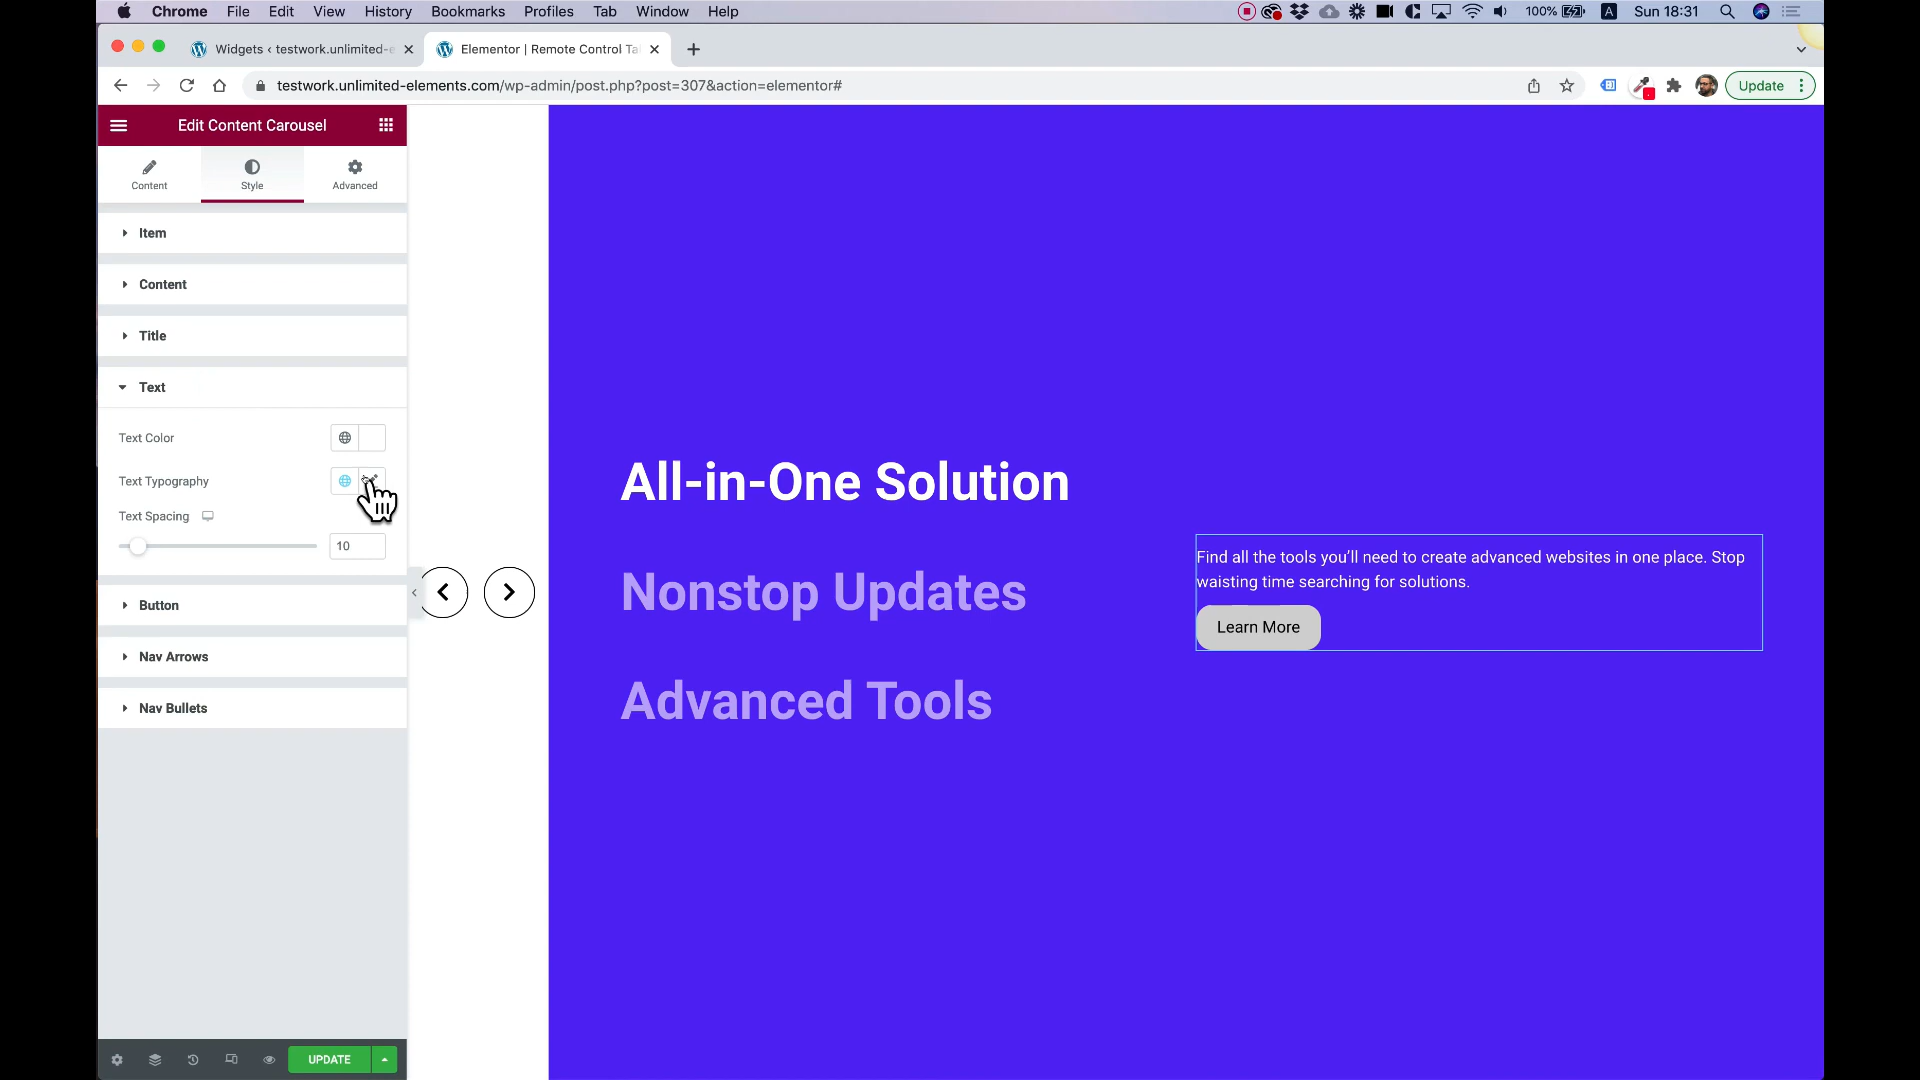 Chrome File Edit View History Bookmarks Profiles Tab Window Help
100% A Sun 18:31
Widgets ‹ testwork.unlimited-e
Elementor | Remote Control Ta
testwork.unlimited-elements.com/wp-admin/post.php?post=307&action=elementor#
Update
Edit Content Carousel
Content
Style
Advanced
Item
Content
Title
Text
Text Color
Text Typography
Text Spacing
10
Button
Nav Arrows
Nav Bullets
UPDATE
All-in-One Solution
Nonstop Updates
Advanced Tools
Find all the tools you’ll need to create advanced websites in one place. Stop
waisting time searching for solutions.
Learn More